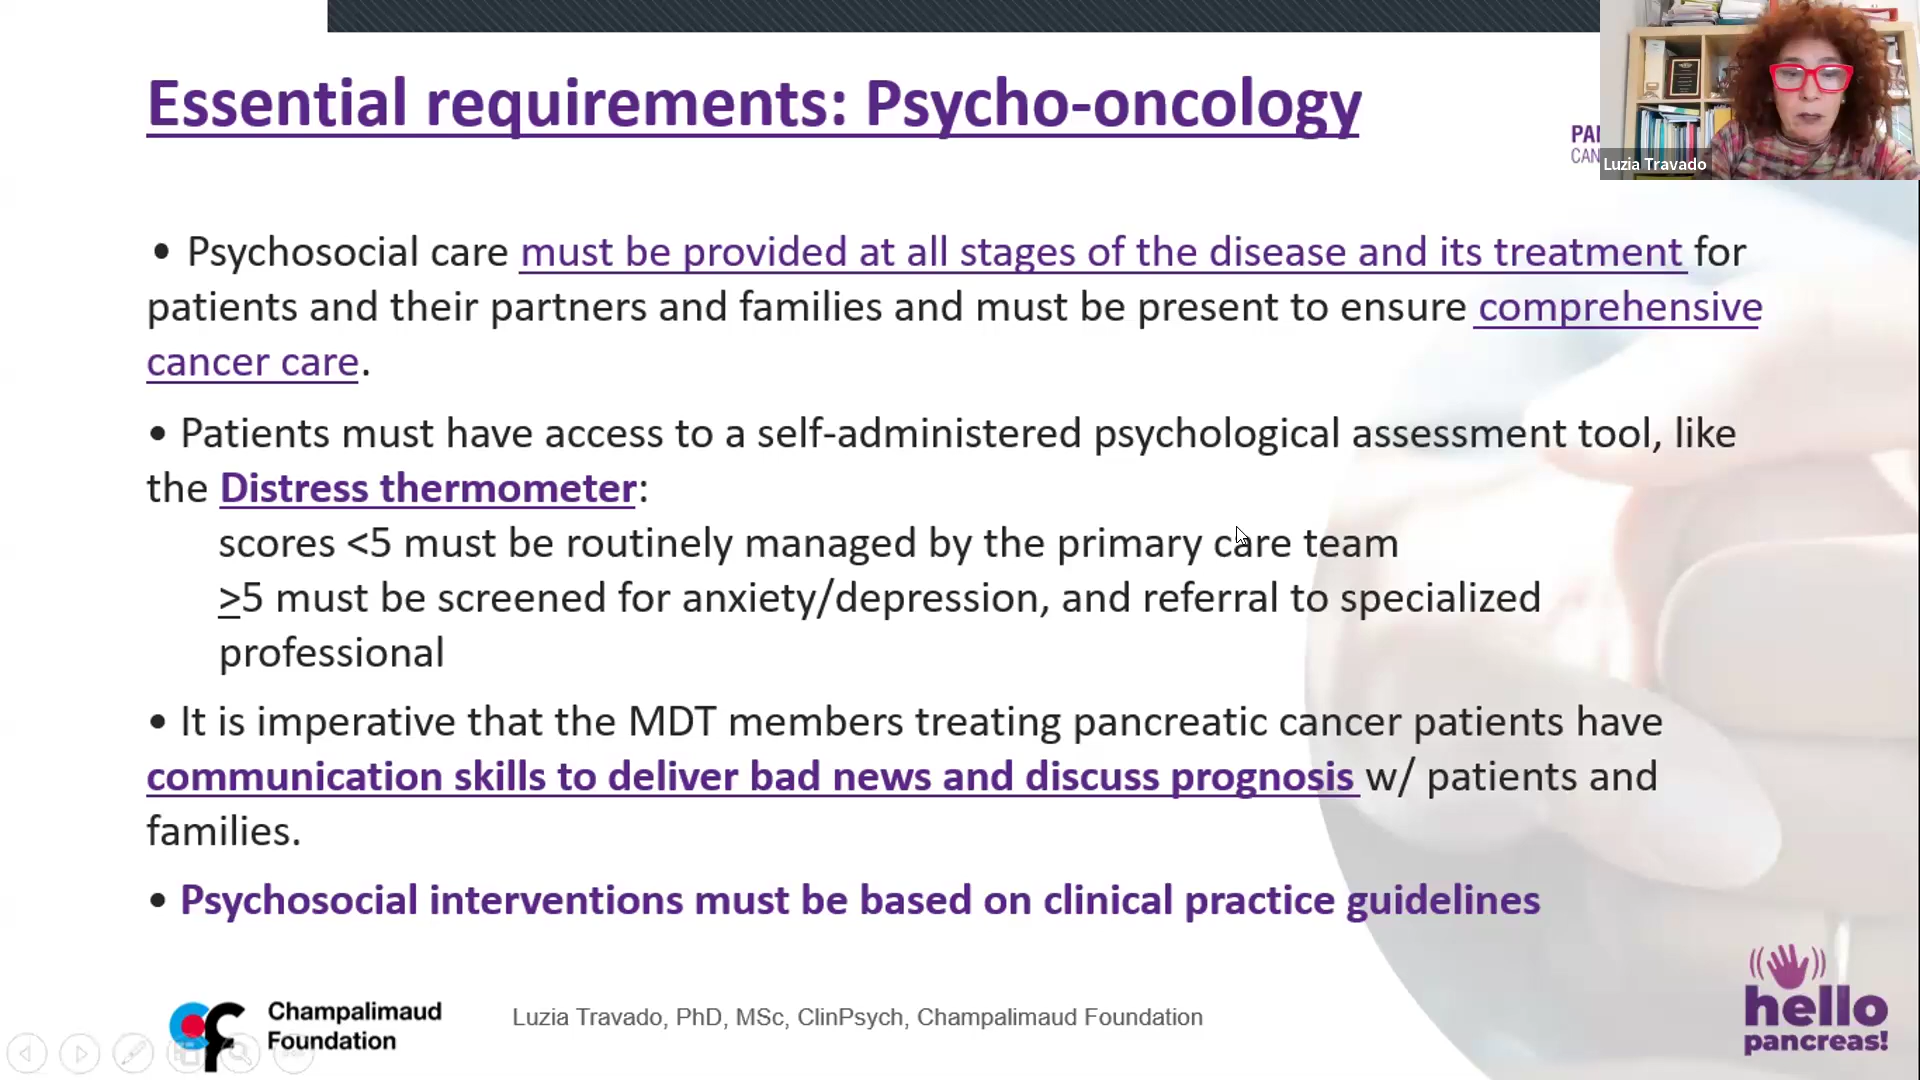 Essential requirements: Psycho-oncology
PA
CAN
Luzia Travado
• Psychosocial care must be provided at all stages of the disease and its treatment for
patients and their partners and families and must be present to ensure comprehensive
cancer care.
• Patients must have access to a self-administered psychological assessment tool, like
the Distress thermometer:
scores <5 must be routinely managed by the primary care team
≥5 must be screened for anxiety/depression, and referral to specialized
professional
• It is imperative that the MDT members treating pancreatic cancer patients have
communication skills to deliver bad news and discuss prognosis w/ patients and
families.
• Psychosocial interventions must be based on clinical practice guidelines
Champalimaud
Foundation
Luzia Travado, PhD, MSc, ClinPsych, Champalimaud Foundation
hello
pancreas!